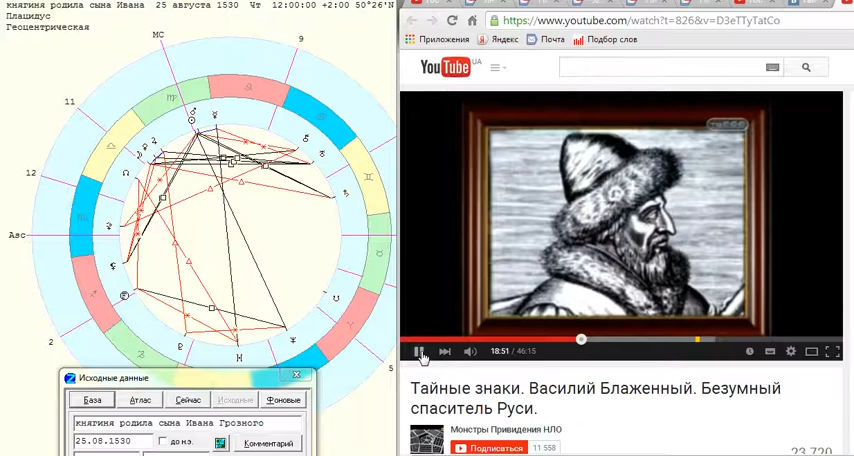 княгиня родила сына Ивана 25 августа 1530 Чт 12:00:00 +2:00 50°26'N
Плацидус
Геоцентрическая
MC
9
11
12
Asc
2
5
Исходные данные
База
Атлас
Сейчас
Исходные
Фоновые
княгиня родила сына Ивана Грозного
25.08.1530
до н.э.
Комментарий
https://www.youtube.com/watch?t=826&v=D3eTTyTatCo
Приложения
Яндекс
Почта
Подбор слов
YouTube UA
18:51 / 46:15
Тайные знаки. Василий Блаженный. Безумный
спаситель Руси.
Монстры Привидения НЛО
Подписаться
11 558
23 720